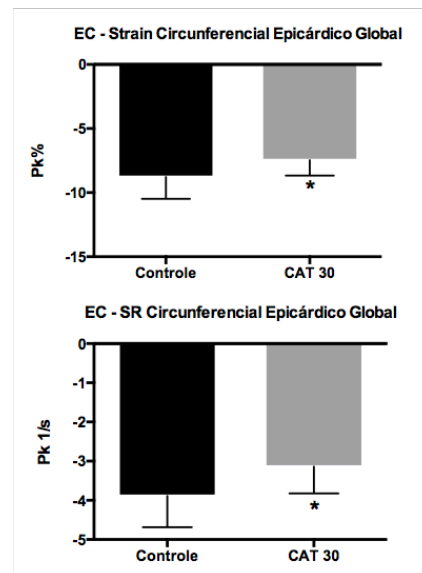 EC - Strain Circunferencial Epicárdico Global
0
-5
-10
-15
Pk%
*
Controle CAT 30
EC - SR Circunferencial Epicárdico Global
0
-1
-2
-3
-4
-5
Pk 1/s
*
Controle CAT 30